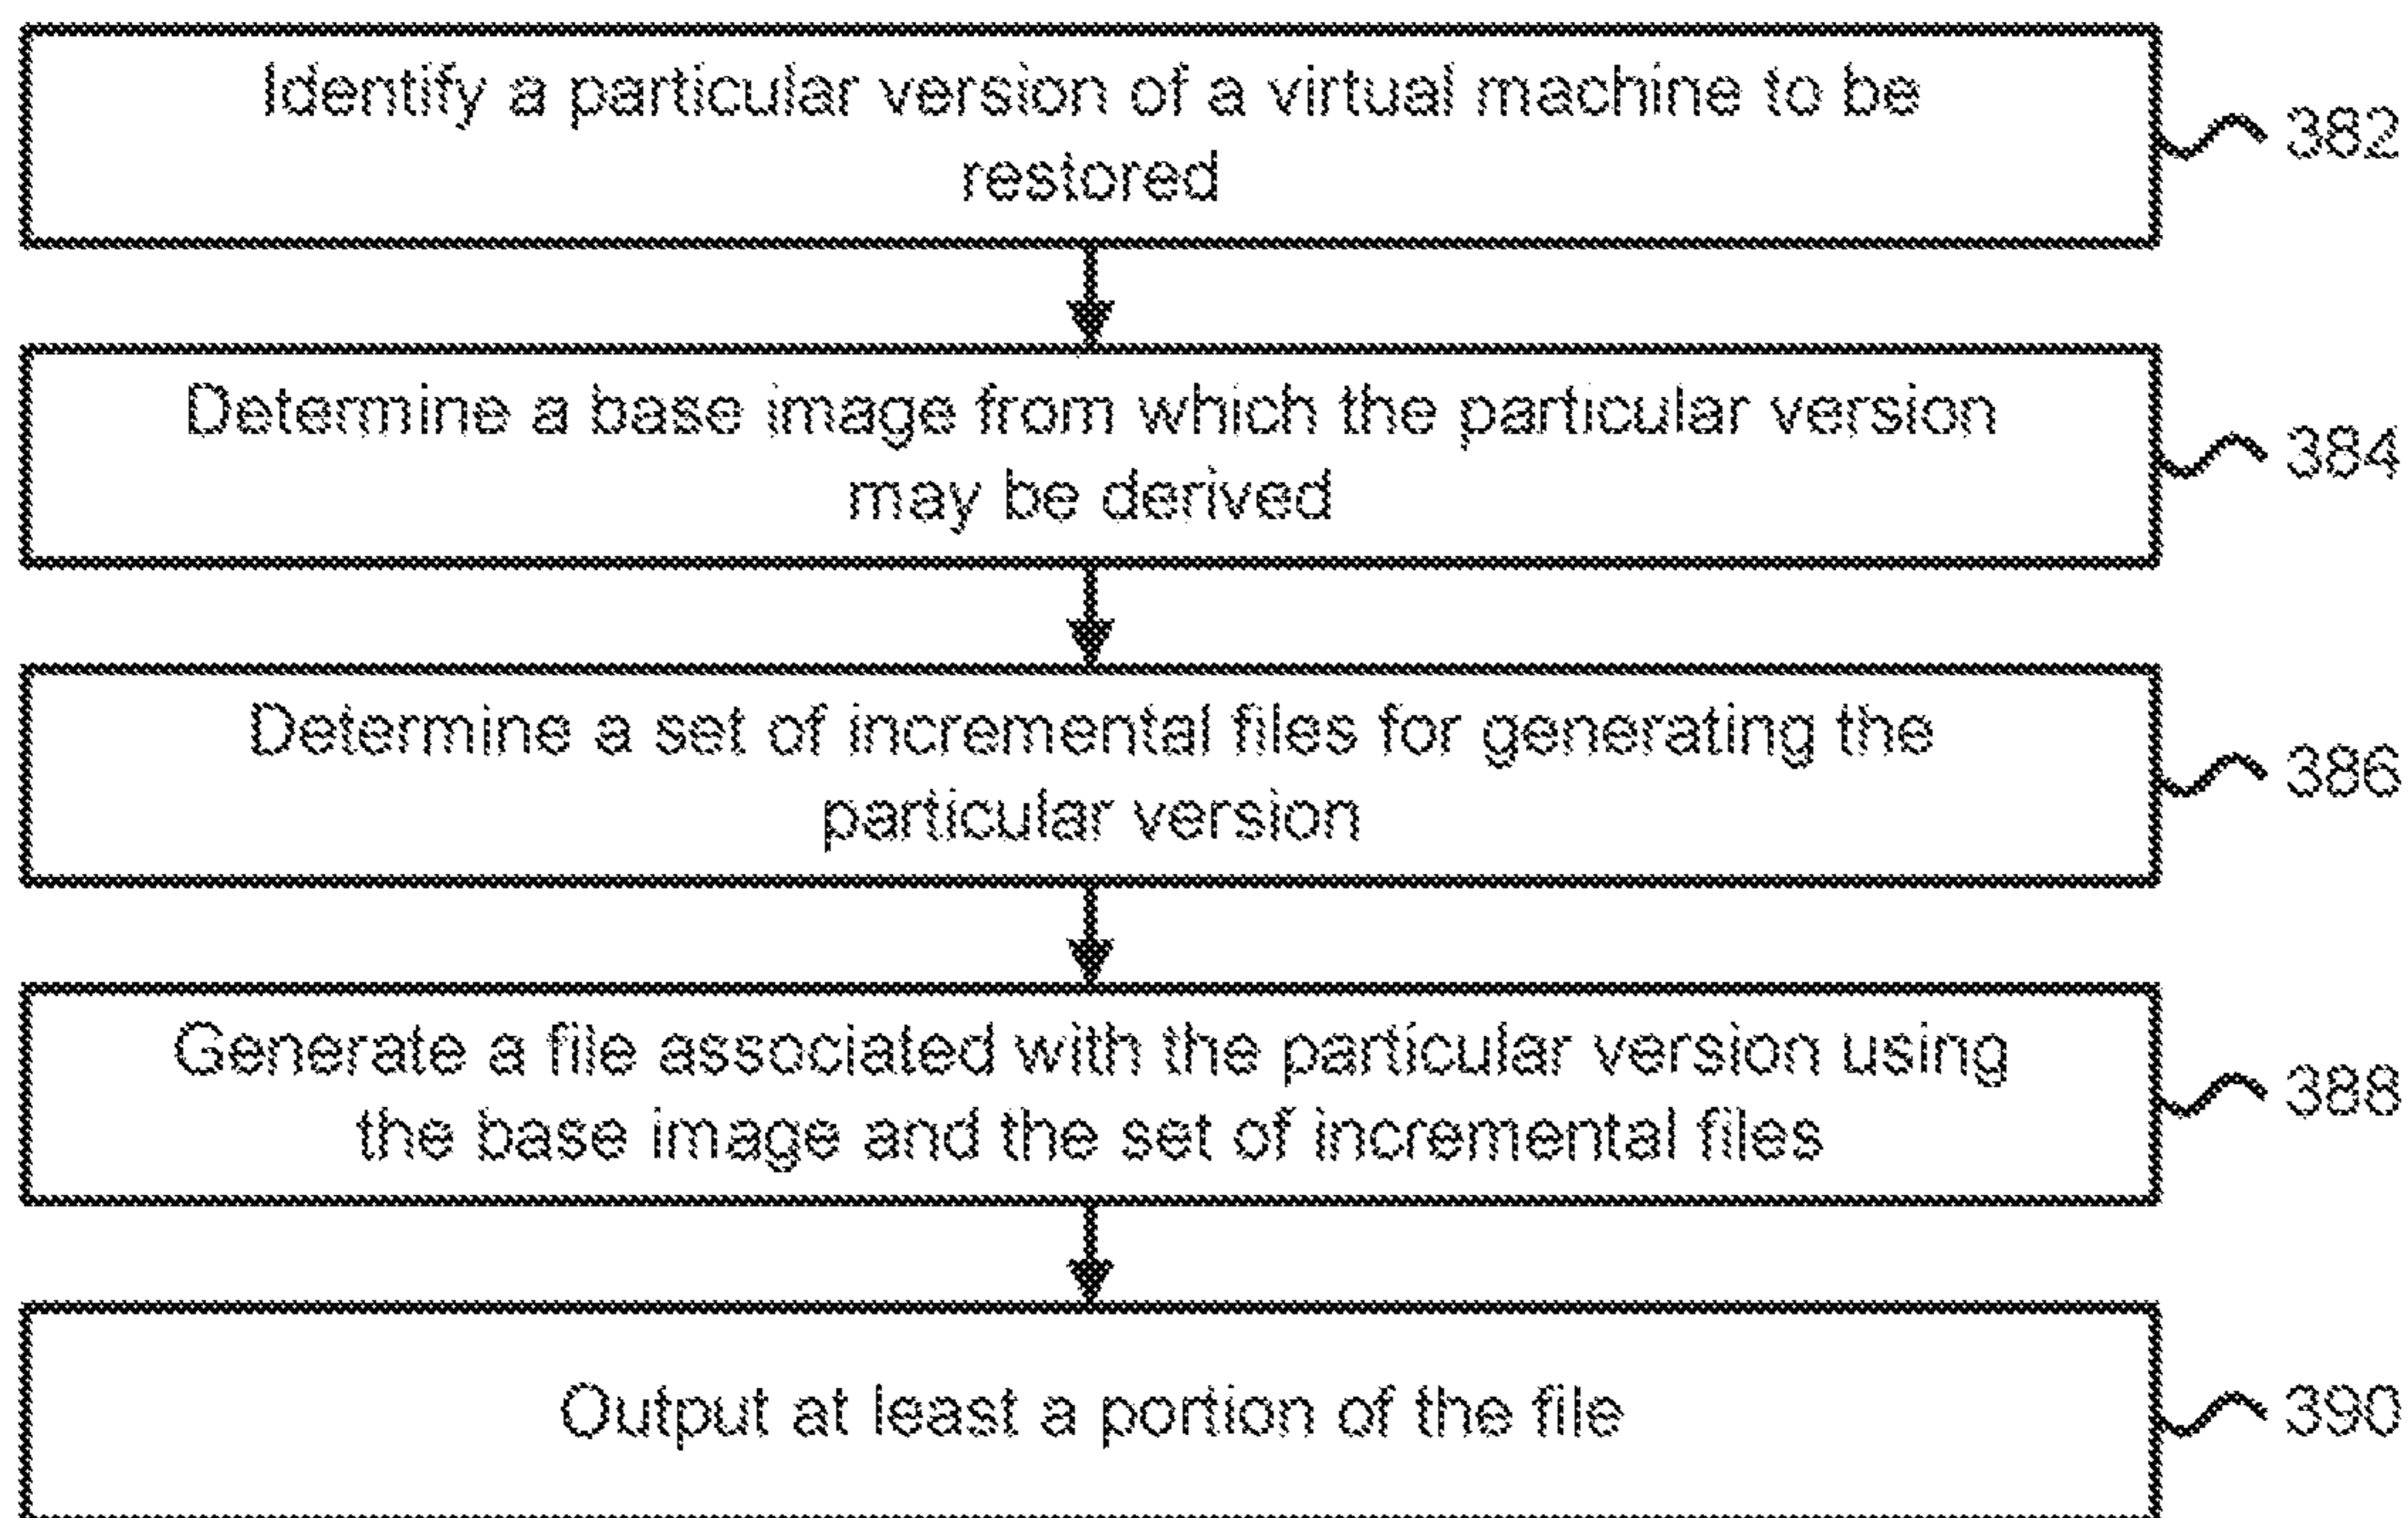 Identify a particular version of a virtual machine to be
restored
382
Determine a base image from which the particular version
may be derived
384
Determine a set of incremental files for generating the
particular version
386
Generate a file associated with the particular version using
the base image and the set of incremental files
388
Output at least a portion of the file
390